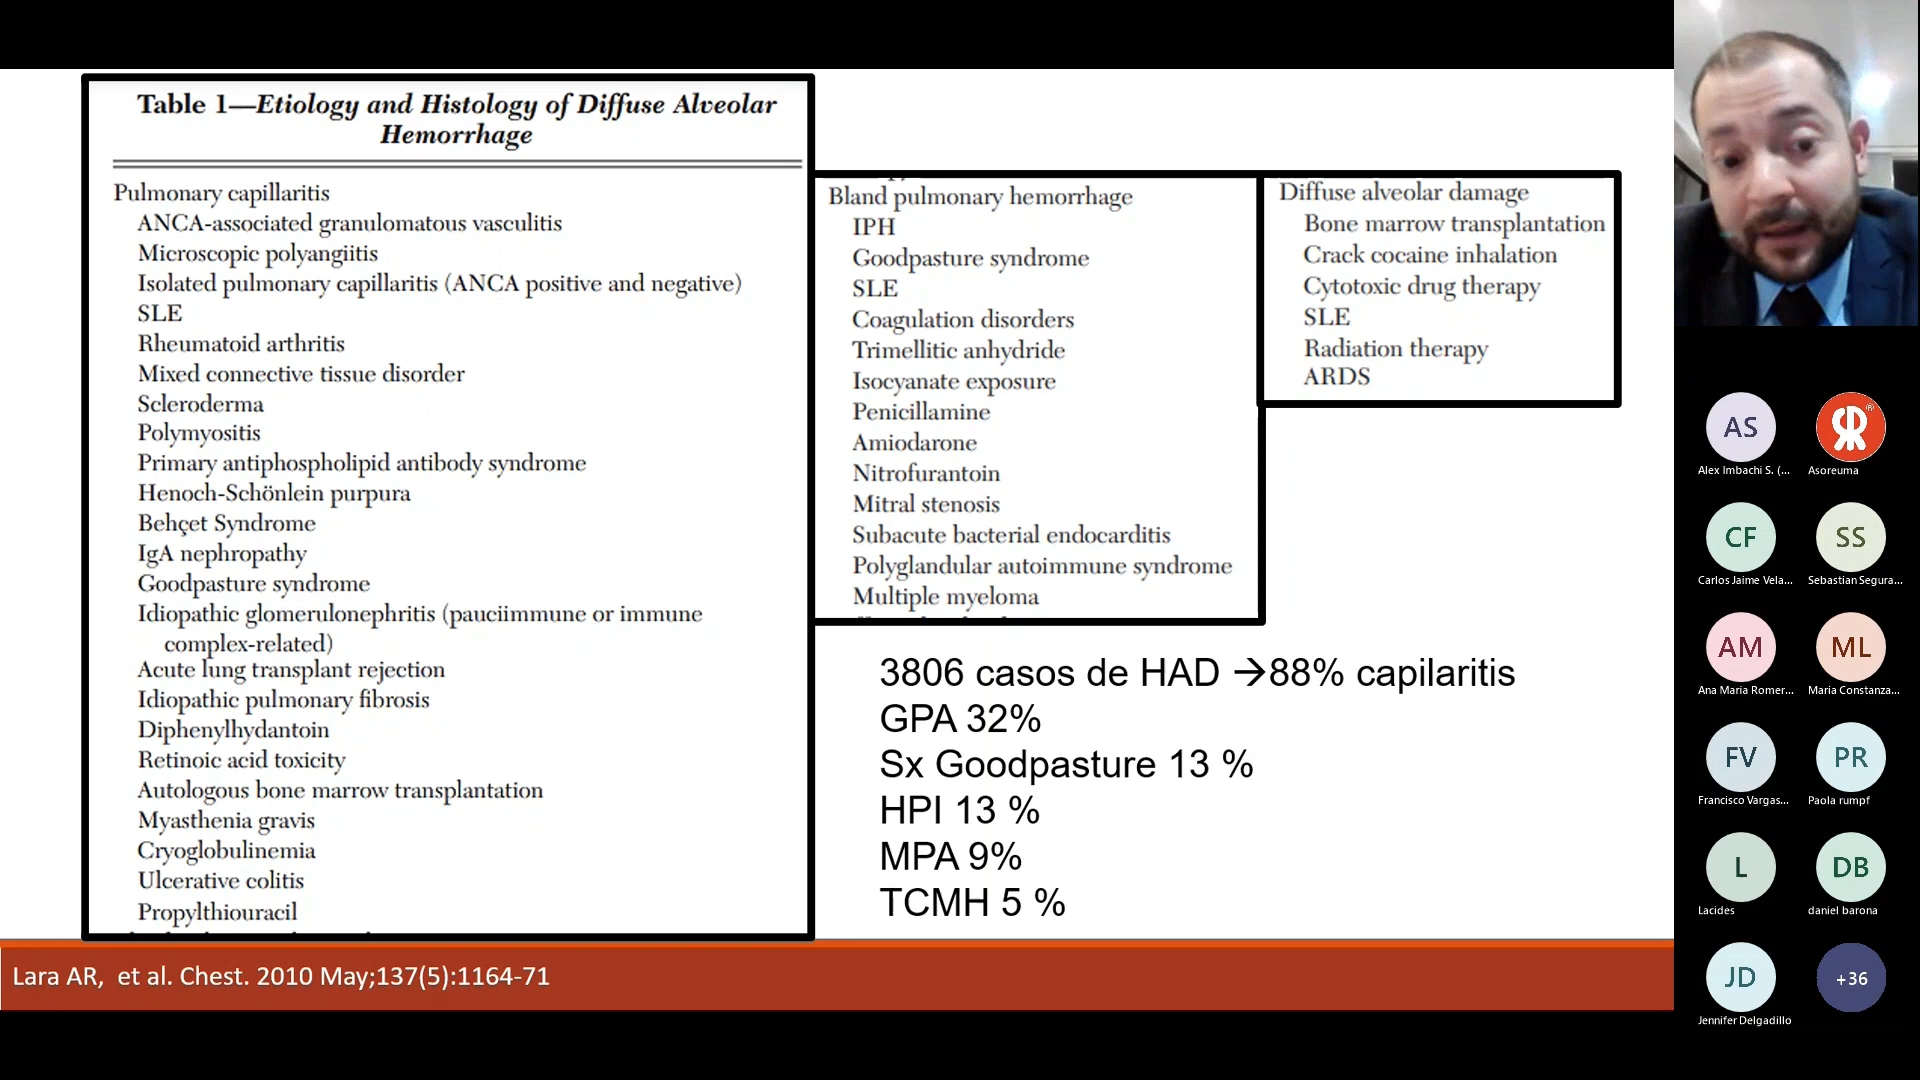 Table 1—Etiology and Histology of Diffuse Alveolar
Hemorrhage
Pulmonary capillaritis
ANCA-associated granulomatous vasculitis
Microscopic polyangiitis
Isolated pulmonary capillaritis (ANCA positive and negative)
SLE
Rheumatoid arthritis
Mixed connective tissue disorder
Scleroderma
Polymyositis
Primary antiphospholipid antibody syndrome
Henoch-Schönlein purpura
Behçet Syndrome
IgA nephropathy
Goodpasture syndrome
Idiopathic glomerulonephritis (pauciimmune or immune
complex-related)
Acute lung transplant rejection
Idiopathic pulmonary fibrosis
Diphenylhydantoin
Retinoic acid toxicity
Autologous bone marrow transplantation
Myasthenia gravis
Cryoglobulinemia
Ulcerative colitis
Propylthiouracil
Bland pulmonary hemorrhage
IPH
Goodpasture syndrome
SLE
Coagulation disorders
Trimellitic anhydride
Isocyanate exposure
Penicillamine
Amiodarone
Nitrofurantoin
Mitral stenosis
Subacute bacterial endocarditis
Polyglandular autoimmune syndrome
Multiple myeloma
Diffuse alveolar damage
Bone marrow transplantation
Crack cocaine inhalation
Cytotoxic drug therapy
SLE
Radiation therapy
ARDS
3806 casos de HAD →88% capilaritis
GPA 32%
Sx Goodpasture 13 %
HPI 13 %
MPA 9%
TCMH 5 %
Lara AR,  et al. Chest. 2010 May;137(5):1164-71
AS
Alex Imbachi S. (...
Asoreuma
CF
Carlos Jaime Vela...
SS
Sebastian Segura...
AM
Ana Maria Romer...
ML
Maria Constanza...
FV
Francisco Vargas...
PR
Paola rumpf
L
Lacides
DB
daniel barona
JD
Jennifer Delgadillo
+36